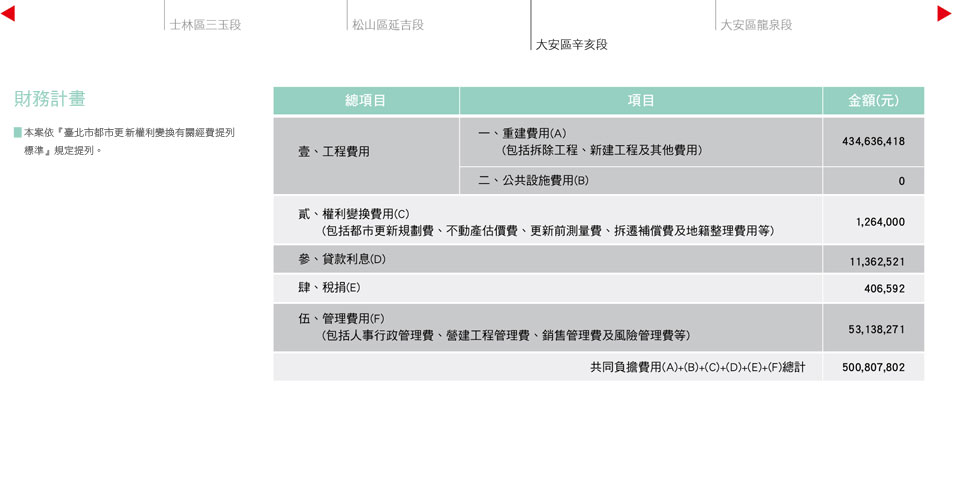 士林區三玉段
松山區延吉段
大安區辛亥段
大安區龍泉段
財務計畫
本案依『臺北市都市更新權利變換有關經費提列
標準』規定提列。
總項目 項目 金額(元)
壹、工程費用
一、重建費用(A)
(包括拆除工程、新建工程及其他費用)
434,636,418
二、公共設施費用(B) 0
貳、權利變換費用(C)
(包括都市更新規劃費、不動產估價費、更新前測量費、拆遷補償費及地籍整理費用等)
1,264,000
參、貸款利息(D) 11,362,521
肆、稅捐(E) 406,592
伍、管理費用(F)
(包括人事行政管理費、營建工程管理費、銷售管理費及風險管理費等)
53,138,271
共同負擔費用(A)+(B)+(C)+(D)+(E)+(F)總計 500,807,802